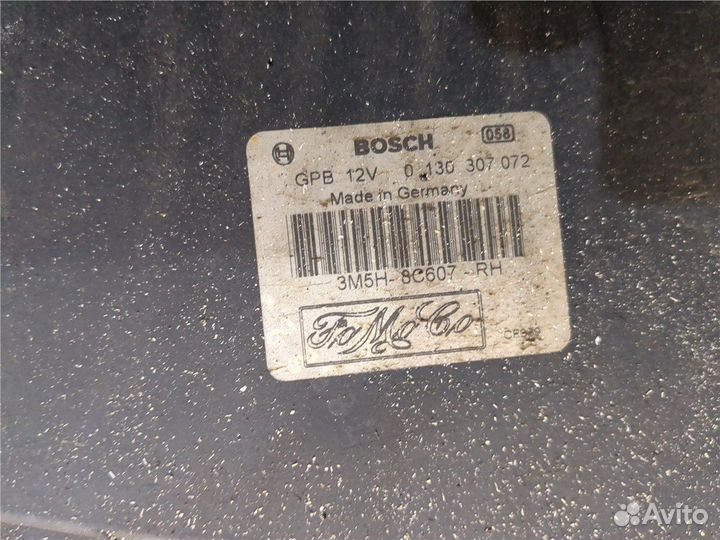 BOSCH 058
GPB 12V 0 130 307 072
Made in Germany
3M5H-8C607-RH
FoMoCo
Avito